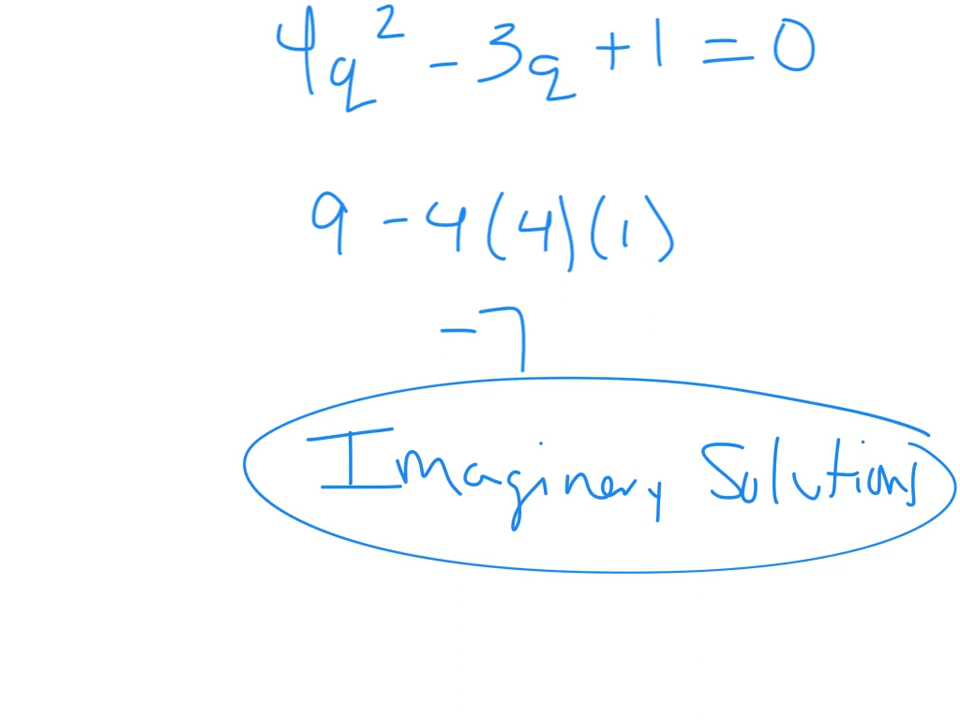 4q² - 3q + 1 = 0
9 - 4(4)(1)
-7
Imaginary Solutions